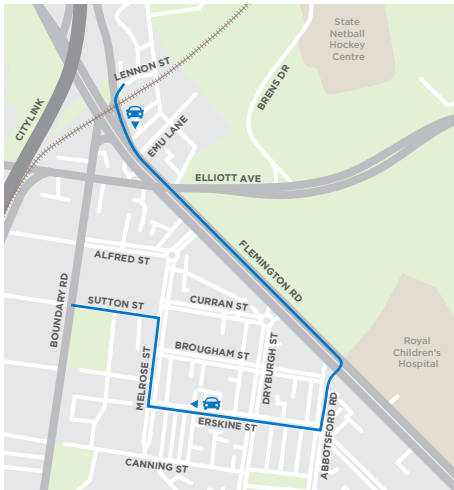 State
Netball
Hockey
Centre
LENNON ST
BRENS DR
CITYLINK
EMU LANE
ELLIOTT AVE
FLEMINGTON RD
ALFRED ST
BOUNDARY RD
SUTTON ST
CURRAN ST
Royal
Children's
Hospital
BROUGHAM ST
DRYBURGH ST
MELROSE ST
ABBOTSFORD RD
ERSKINE ST
CANNING ST